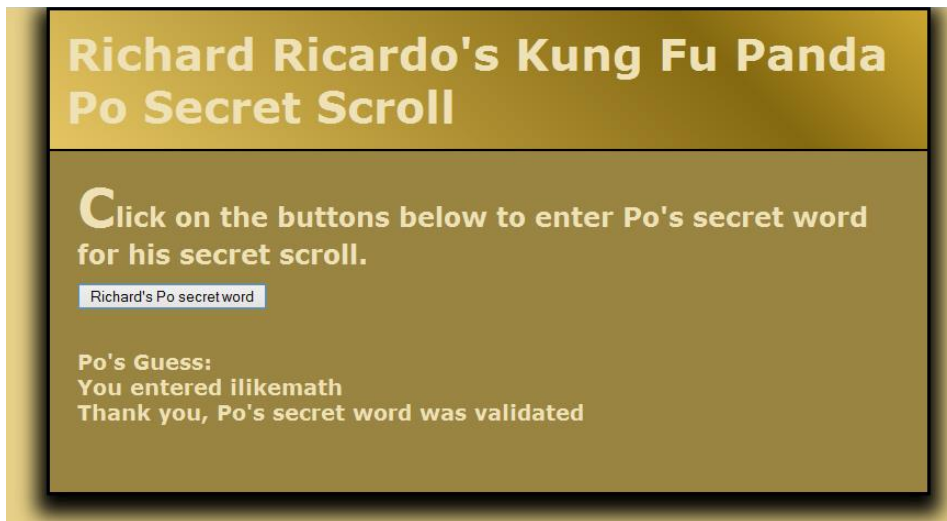 Richard Ricardo's Kung Fu Panda
Po Secret Scroll
Click on the buttons below to enter Po's secret word
for his secret scroll.
Richard's Po secret word
Po's Guess:
You entered ilikemath
Thank you, Po's secret word was validated